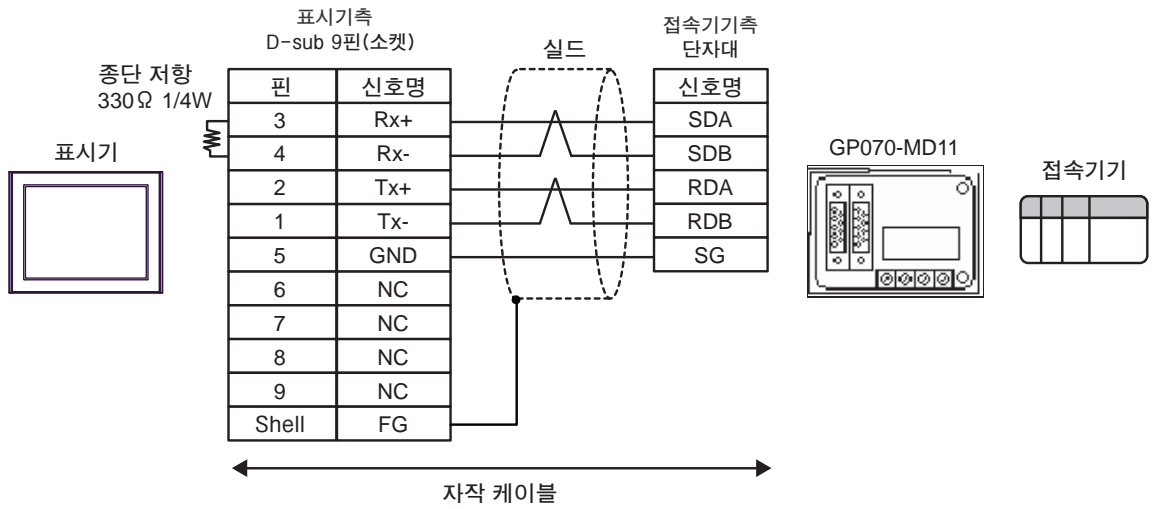 표시기측
D-sub 9핀(소켓)
실드
접속기기측
단자대
종단 저항
330Ω 1/4W
핀 신호명 신호명
3 Rx+ SDA
4 Rx- SDB
2 Tx+ RDA
1 Tx- RDB
5 GND SG
6 NC
7 NC
8 NC
9 NC
Shell FG
표시기
GP070-MD11
접속기기
자작 케이블